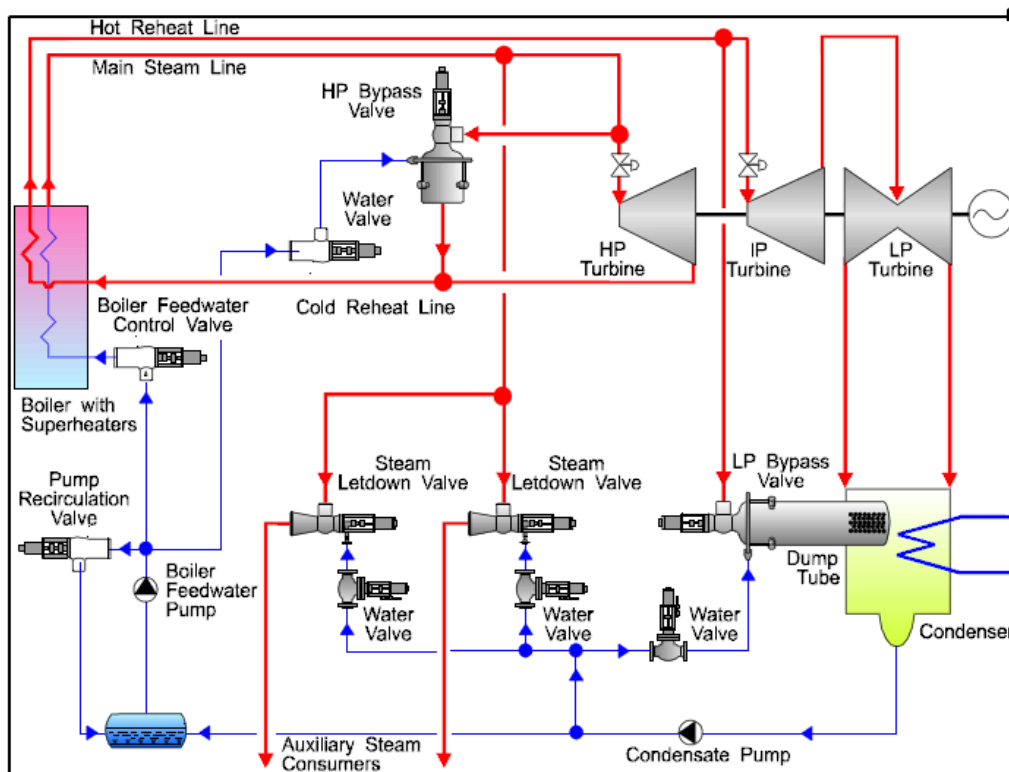 Hot Reheat Line
Main Steam Line
HP Bypass
Valve
Water
Valve
HP
Turbine
IP
Turbine
LP
Turbine
Cold Reheat Line
Boiler Feedwater
Control Valve
Boiler with
Superheaters
Steam
Letdown Valve
Steam
Letdown Valve
LP Bypass
Valve
Pump
Recirculation
Valve
Boiler
Feedwater
Pump
Dump
Tube
Water
Valve
Water
Valve
Water
Valve
Condenser
Auxiliary Steam
Consumers
Condensate Pump